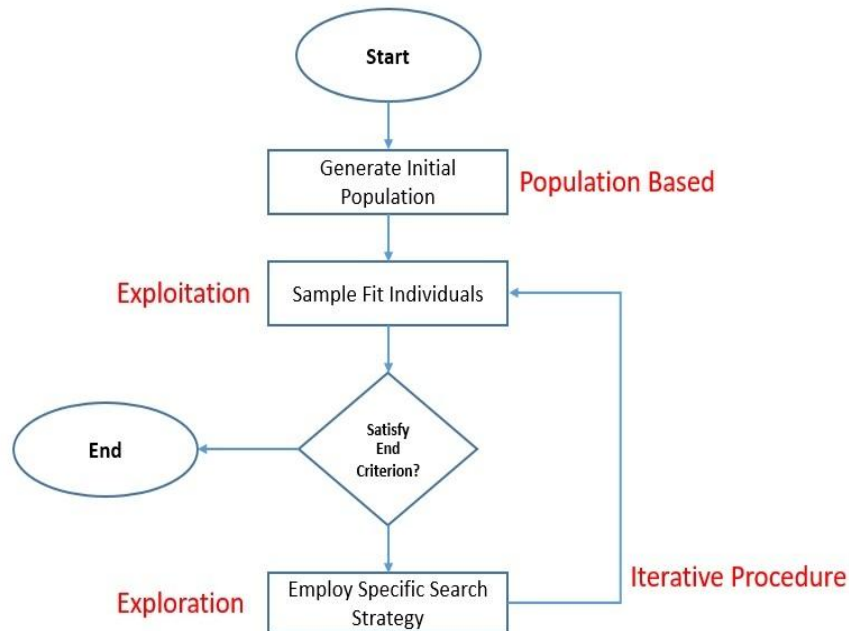 Start
Generate Initial
Population
Population Based
Exploitation
Sample Fit Individuals
Satisfy
End
Criterion?
End
Exploration
Employ Specific Search
Strategy
Iterative Procedure